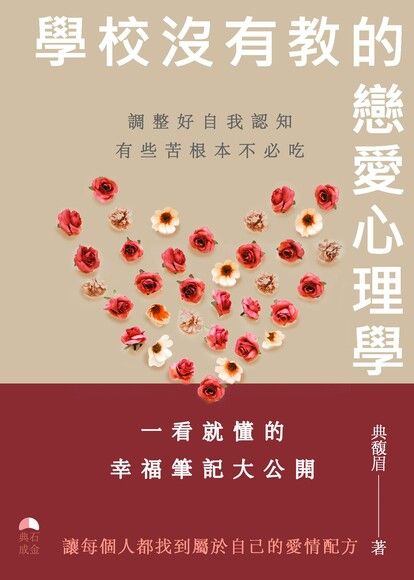 學校沒有教的
戀愛心理學
調整好自我認知
有些苦根本不必吃
一看就懂的
幸福筆記大公開
典馥眉
著
石金
典成
讓每個人都找到屬於自己的愛情配方